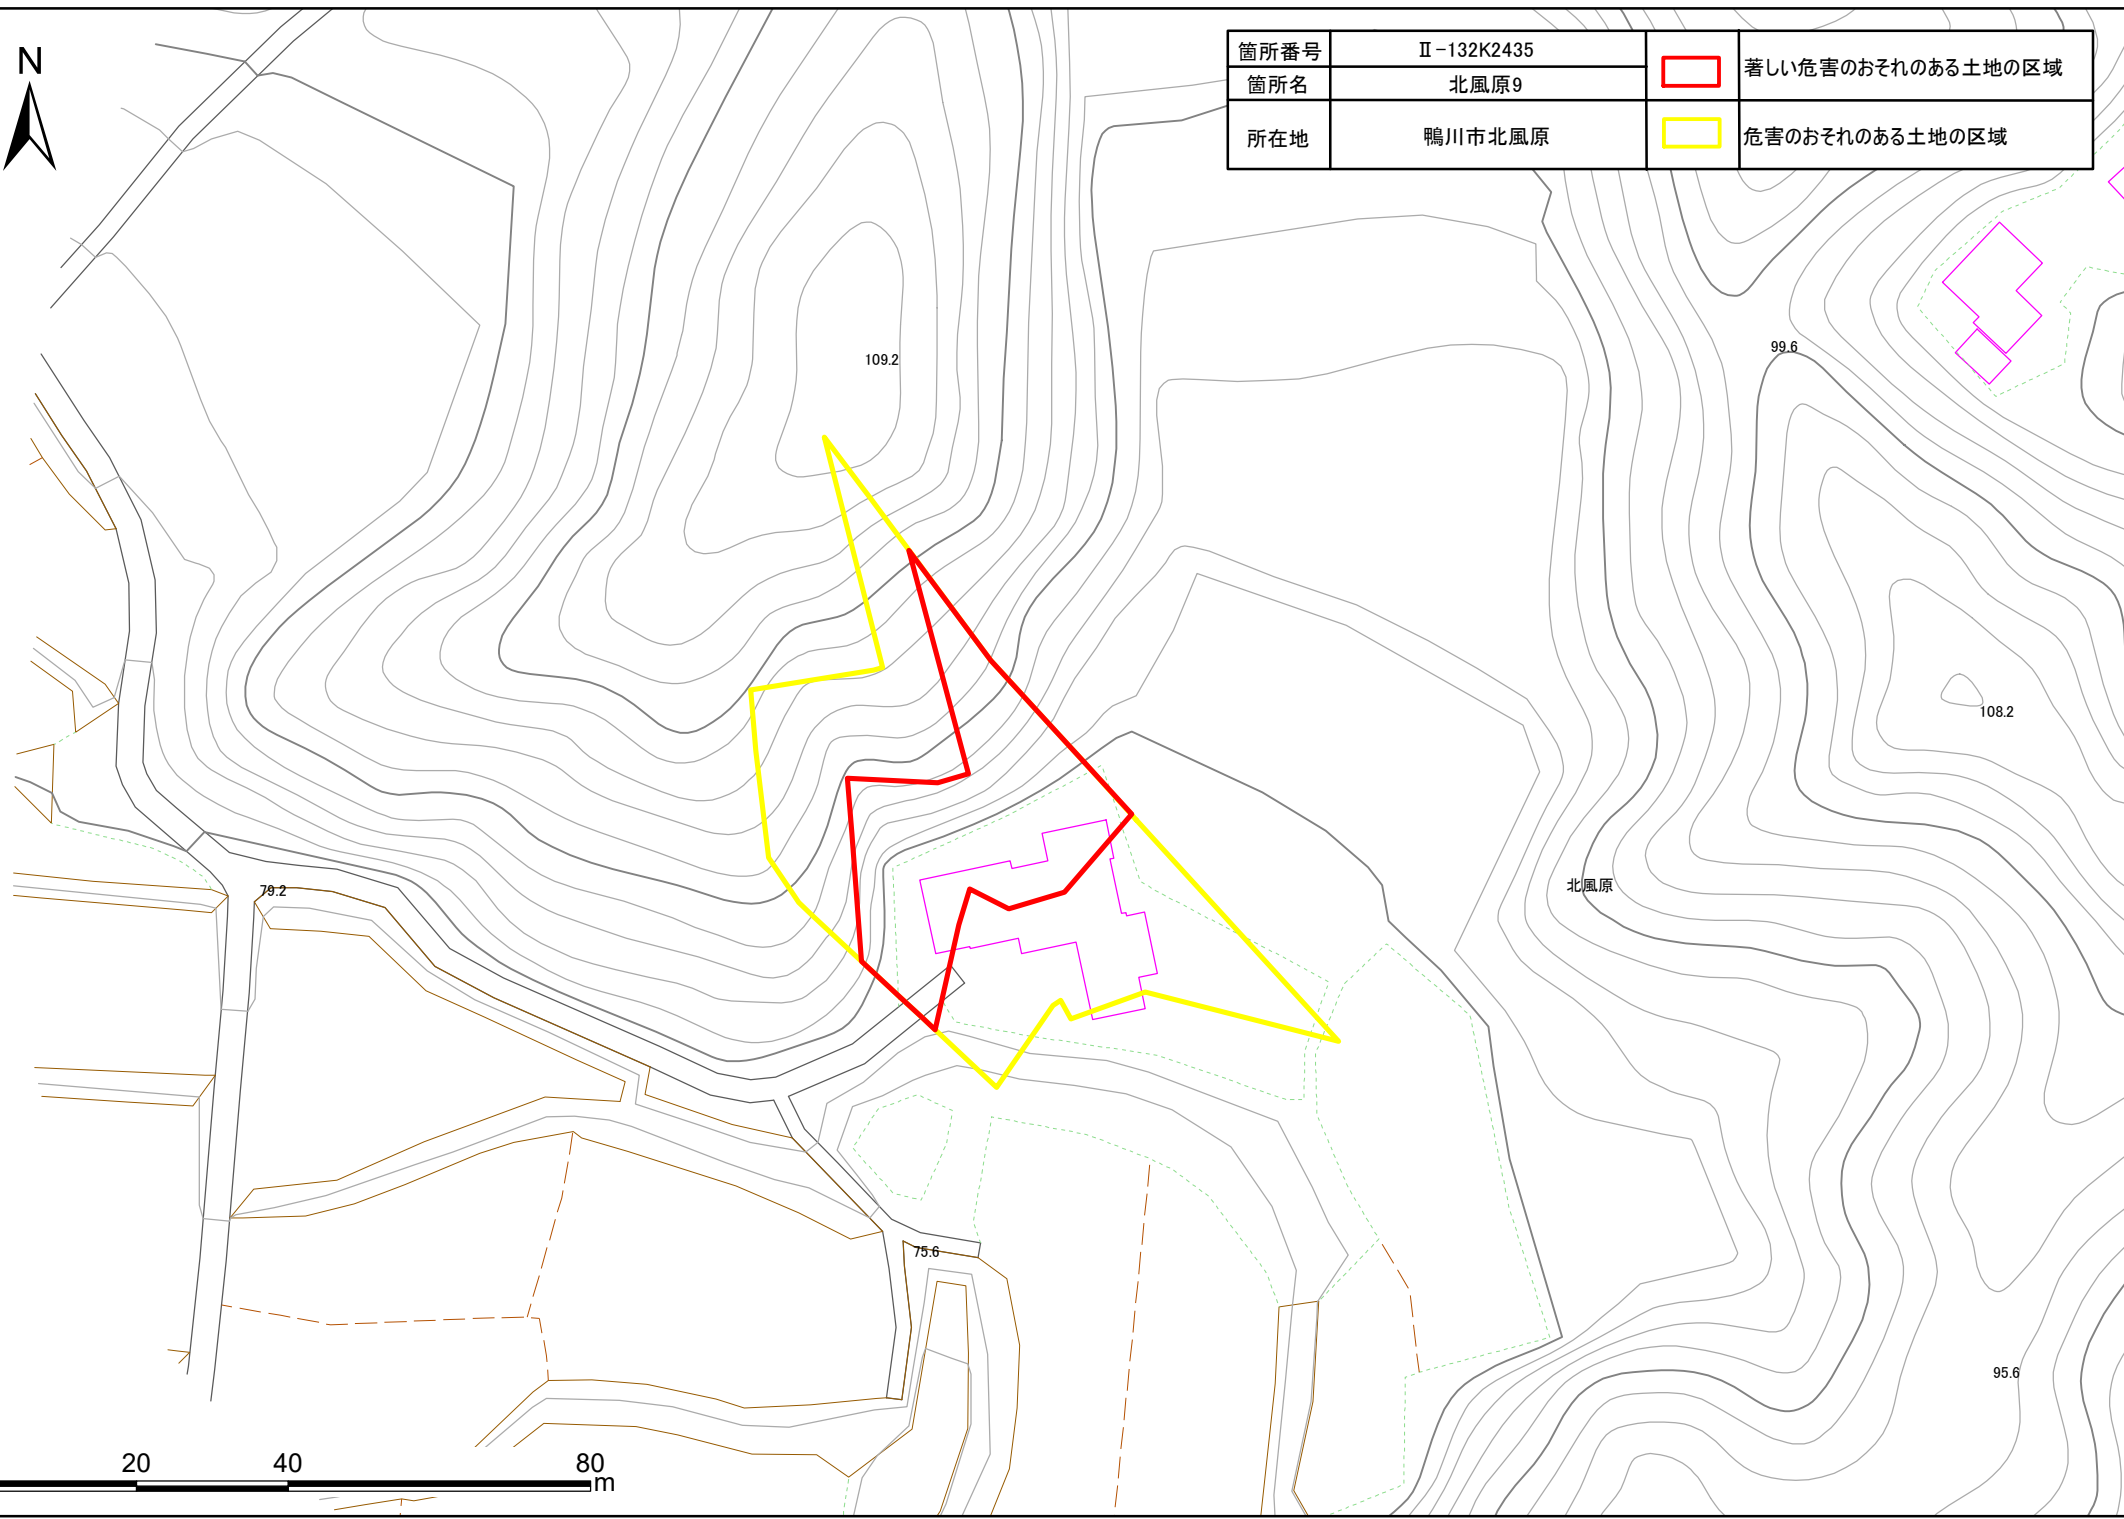 N
箇所番号 Ⅱ-132K2435 著しい危害のおそれのある土地の区域
箇所名 北風原9
所在地 鴨川市北風原 危害のおそれのある土地の区域
109.2
99.6
108.2
北風原
79.2
75.6
95.6
20 40 80
m